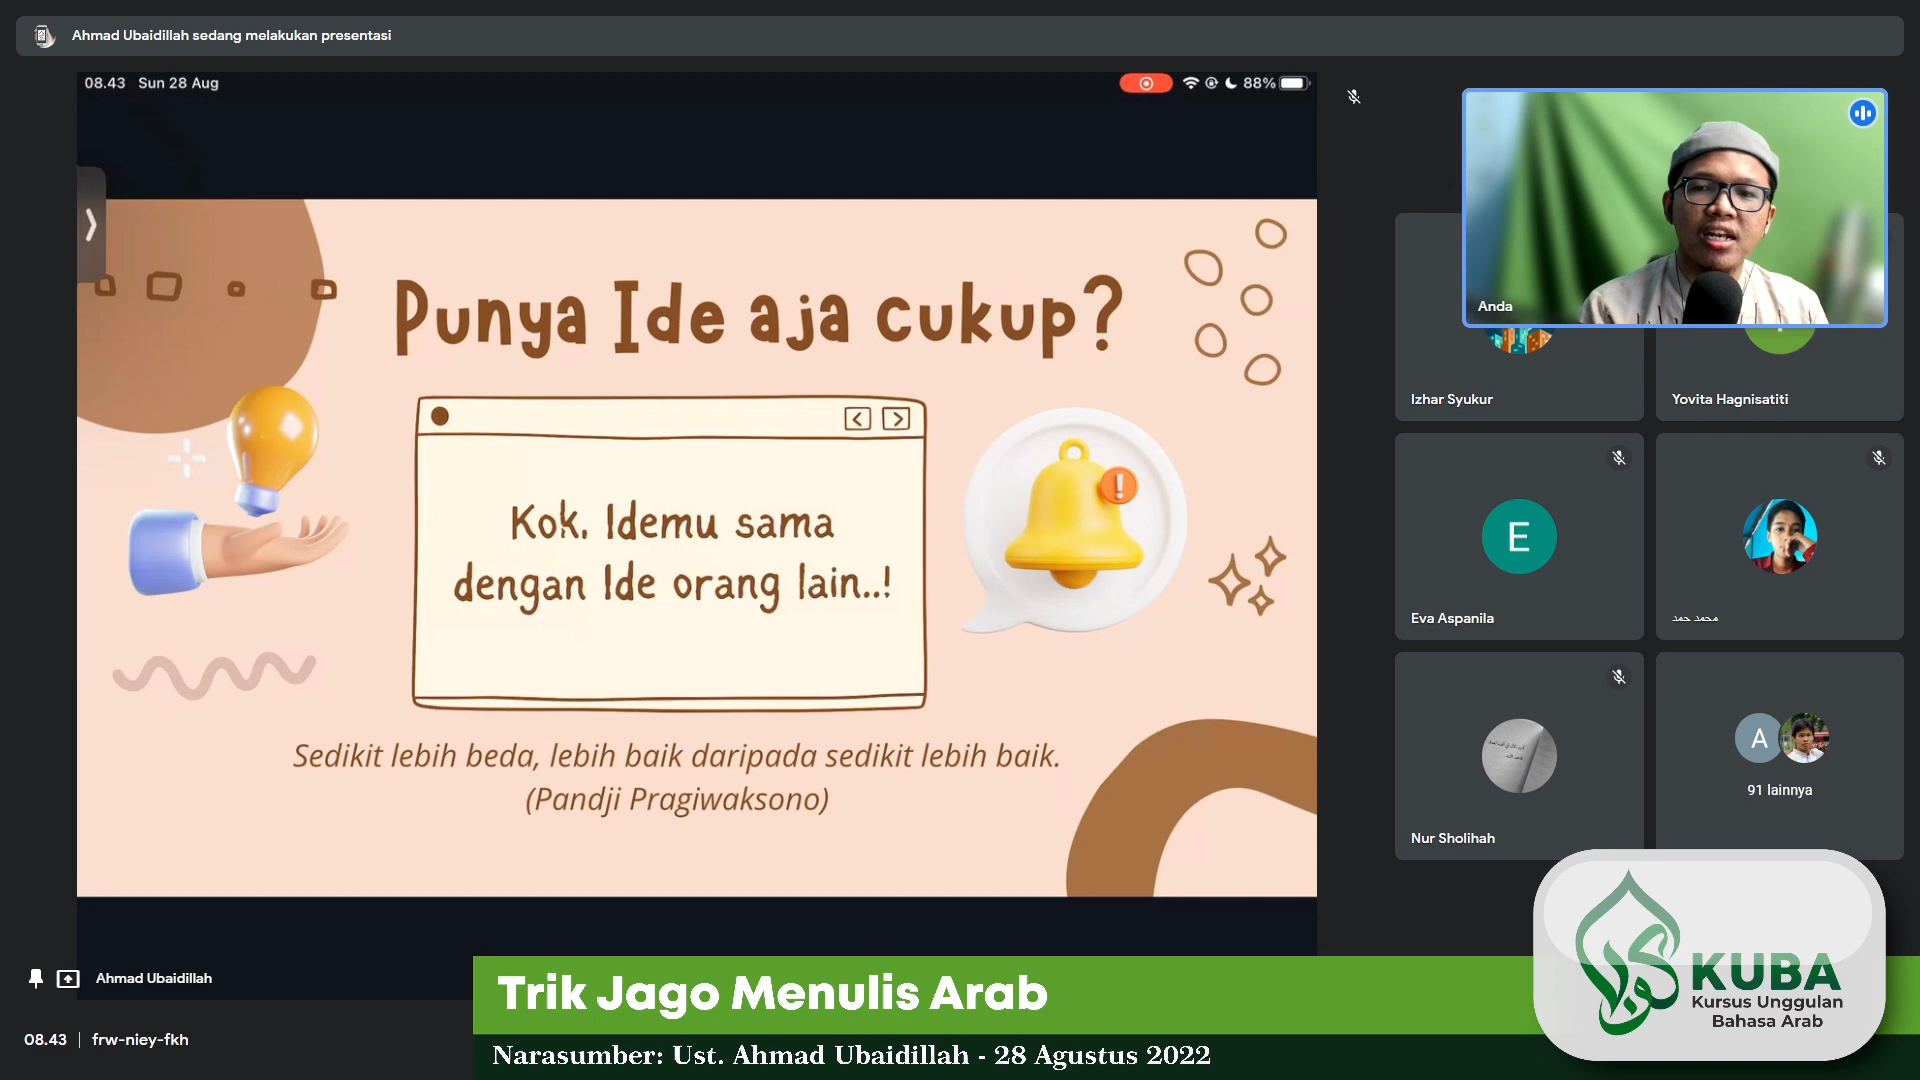 Ahmad Ubaidillah sedang melakukan presentasi
08.43 Sun 28 Aug
88%
Punya Ide aja cukup?
Kok, Idemu sama
dengan Ide orang lain..!
Sedikit lebih beda, lebih baik daripada sedikit lebih baik.
(Pandji Pragiwaksono)
Anda
Izhar Syukur
Yovita Hagnisatiti
E
Eva Aspanila
محمد حمد
Nur Sholihah
A
91 lainnya
Ahmad Ubaidillah
08.43 | frw-niey-fkh
Trik Jago Menulis Arab
Narasumber: Ust. Ahmad Ubaidillah - 28 Agustus 2022
KUBA
Kursus Unggulan
Bahasa Arab